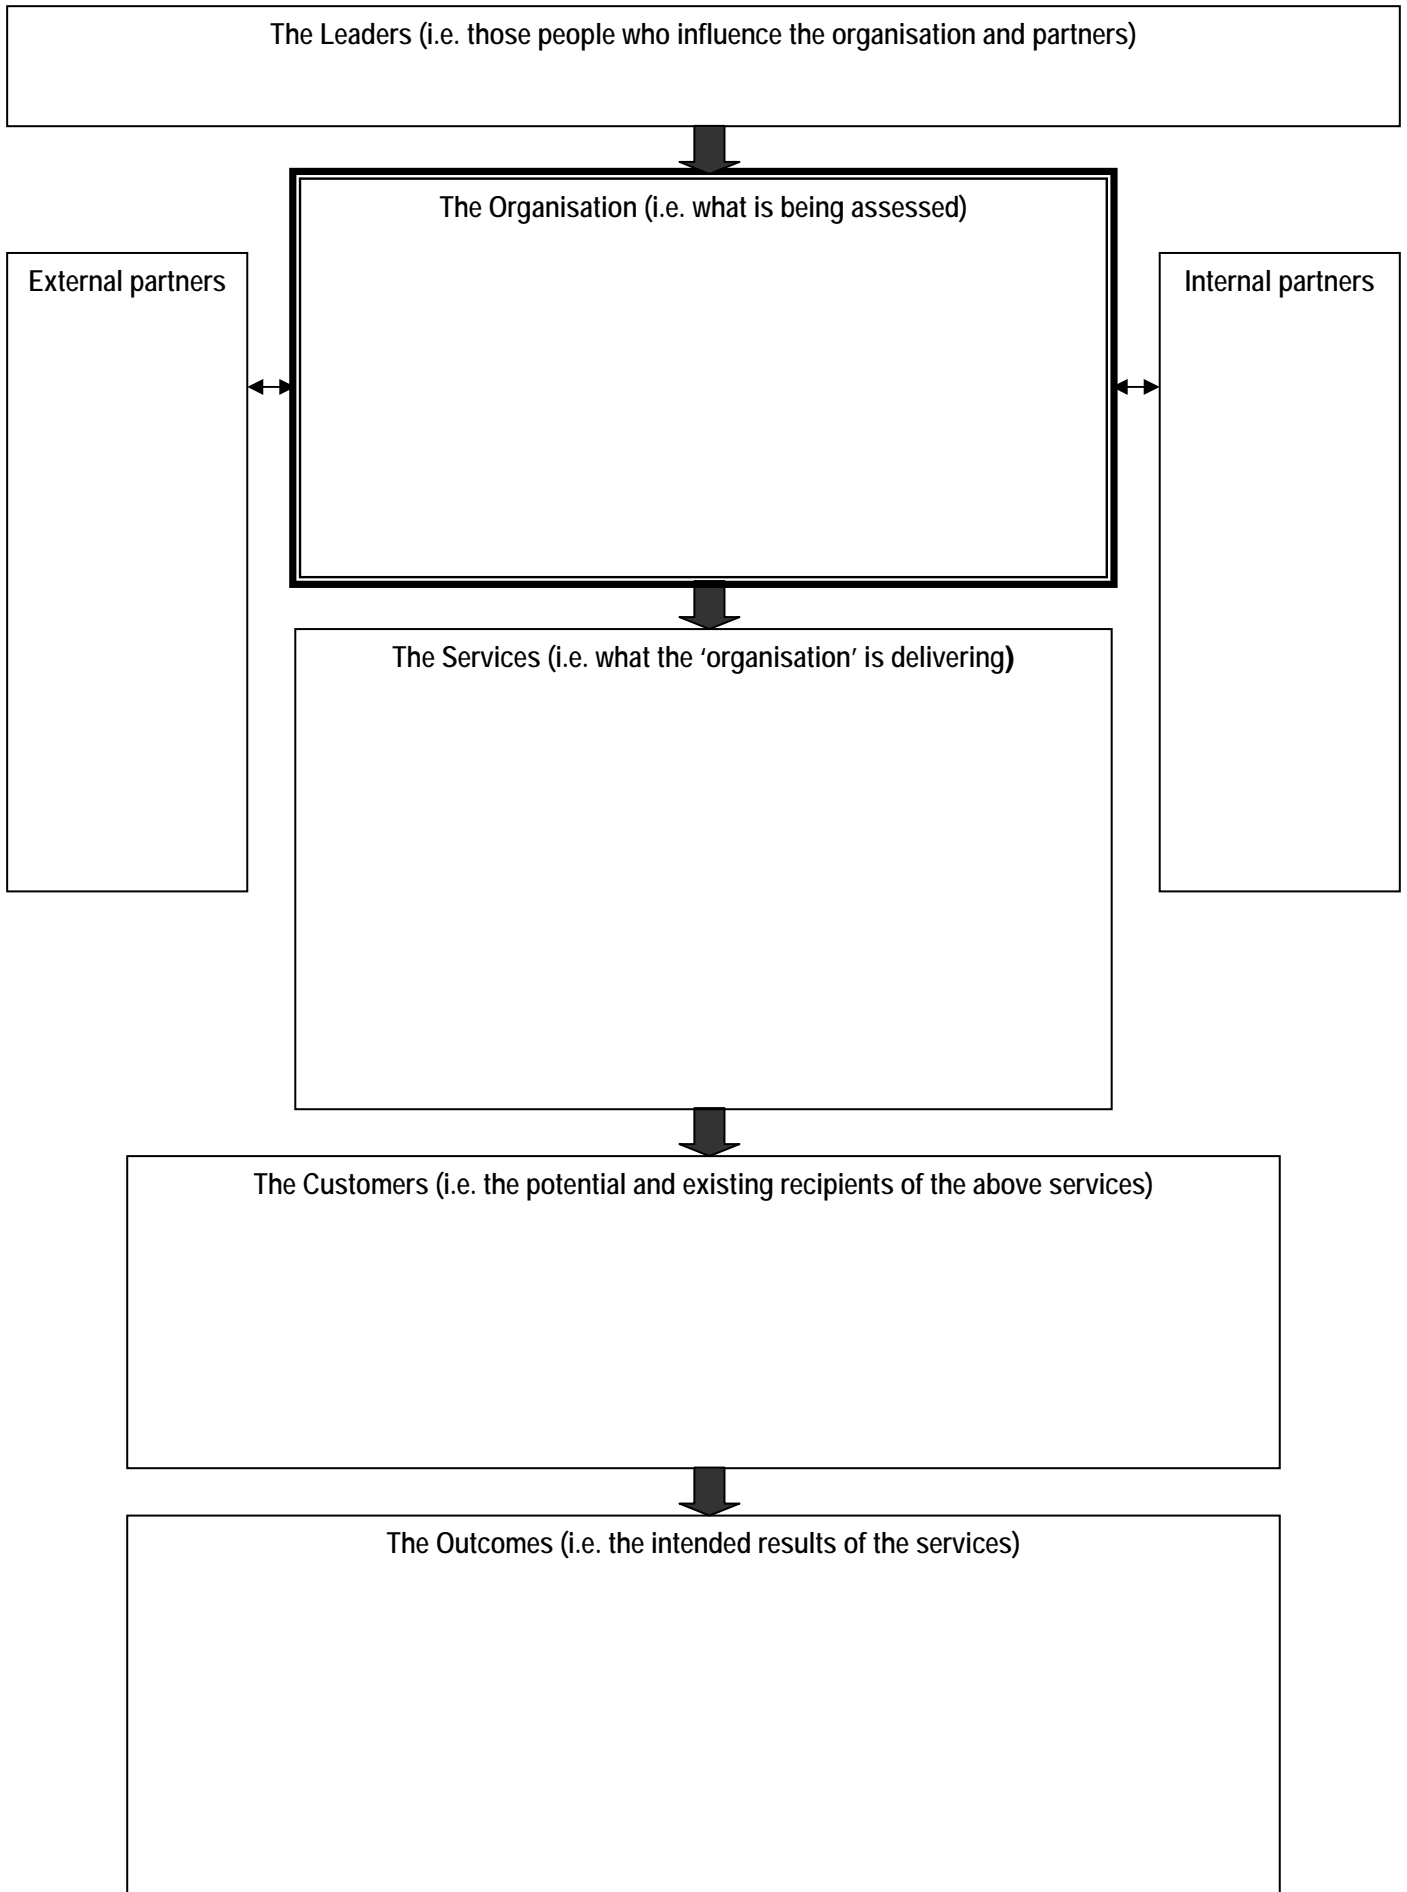 The Leaders (i.e. those people who influence the organisation and partners)
The Organisation (i.e. what is being assessed)
External partners
Internal partners
The Services (i.e. what the ‘organisation’ is delivering)
The Customers (i.e. the potential and existing recipients of the above services)
The Outcomes (i.e. the intended results of the services)